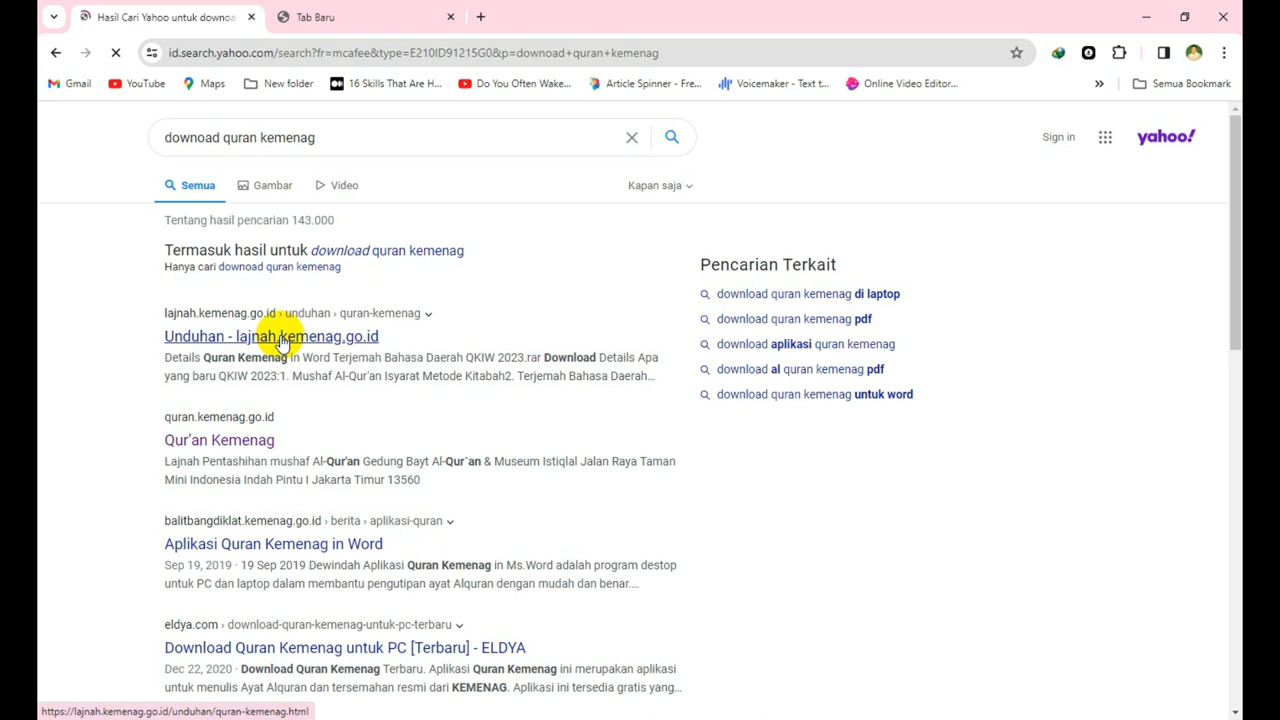 Hasil Cari Yahoo untuk downoa
Tab Baru
id.search.yahoo.com/search?fr=mcafee&type=E210ID91215G0&p=downoad+quran+kemenag
Gmail
YouTube
Maps
New folder
16 Skills That Are H...
Do You Often Wake...
Article Spinner - Fre...
Voicemaker - Text t...
Online Video Editor...
»
Semua Bookmark
downoad quran kemenag
Sign in
yahoo!
Semua
Gambar
Video
Kapan saja
Tentang hasil pencarian 143.000
Termasuk hasil untuk download quran kemenag
Hanya cari downoad quran kemenag
lajnah.kemenag.go.id › unduhan › quran-kemenag
Unduhan - lajnah.kemenag.go.id
Details Quran Kemenag in Word Terjemah Bahasa Daerah QKIW 2023.rar Download Details Apa
yang baru QKIW 2023:1. Mushaf Al-Qur'an Isyarat Metode Kitabah2. Terjemah Bahasa Daerah...
quran.kemenag.go.id
Qur'an Kemenag
Lajnah Pentashihan mushaf Al-Qur'an Gedung Bayt Al-Qur`an & Museum Istiqlal Jalan Raya Taman
Mini Indonesia Indah Pintu I Jakarta Timur 13560
balitbangdiklat.kemenag.go.id › berita › aplikasi-quran
Aplikasi Quran Kemenag in Word
Sep 19, 2019 · 19 Sep 2019 Dewindah Aplikasi Quran Kemenag in Ms.Word adalah program destop
untuk PC dan laptop dalam membantu pengutipan ayat Alquran dengan mudah dan benar....
eldya.com › download-quran-kemenag-untuk-pc-terbaru
Download Quran Kemenag untuk PC [Terbaru] - ELDYA
Dec 22, 2020 · Download Quran Kemenag Terbaru. Aplikasi Quran Kemenag ini merupakan aplikasi
untuk menulis Ayat Alquran dan tersemahan resmi dari KEMENAG. Aplikasi ini tersedia gratis yang...
Pencarian Terkait
download quran kemenag di laptop
download quran kemenag pdf
download aplikasi quran kemenag
download al quran kemenag pdf
download quran kemenag untuk word
https://lajnah.kemenag.go.id/unduhan/quran-kemenag.html